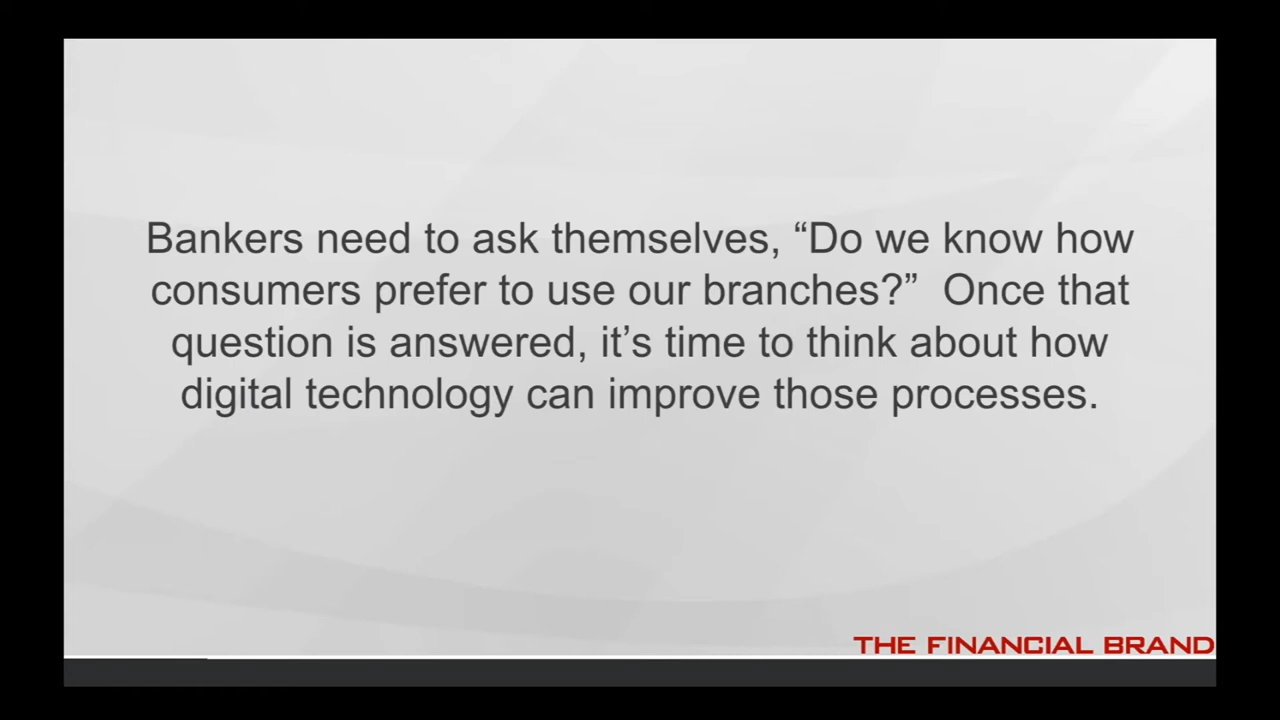 Bankers need to ask themselves, “Do we know how
consumers prefer to use our branches?”  Once that
question is answered, it’s time to think about how
digital technology can improve those processes.
THE FINANCIAL BRAND